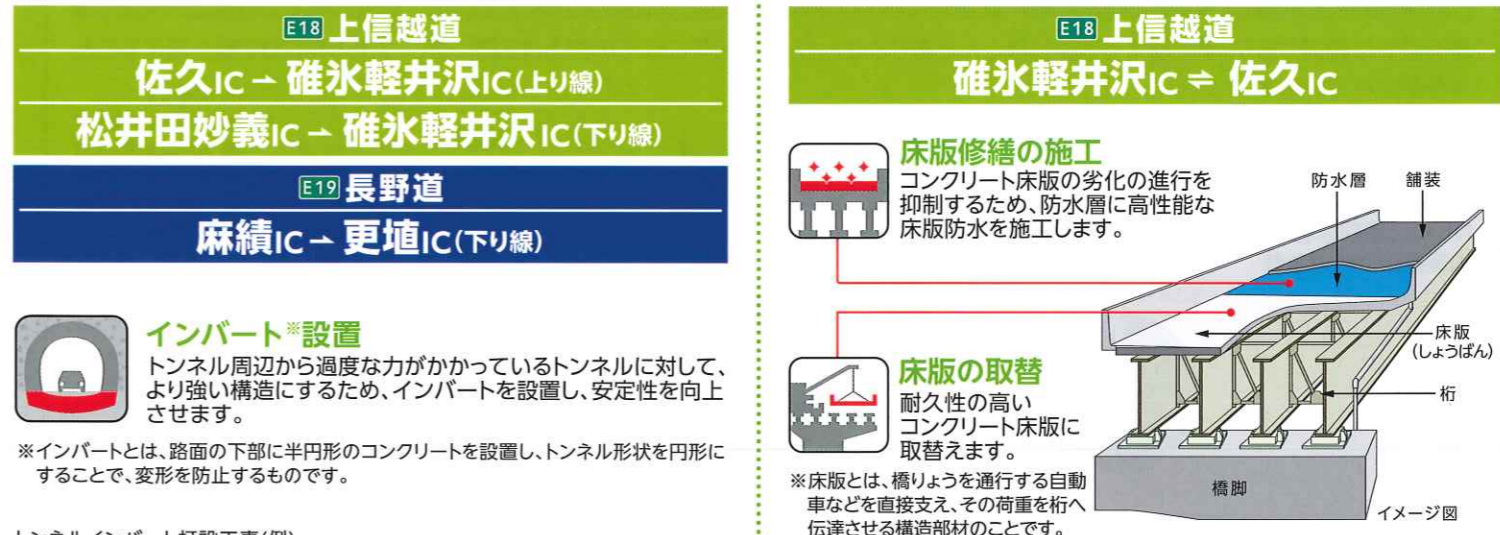 E18 上信越道
佐久IC → 碓氷軽井沢IC(上り線)
松井田妙義IC → 碓氷軽井沢IC(下り線)
E19 長野道
麻績IC → 更埴IC(下り線)
インバート※設置
トンネル周辺から過度な力がかかっているトンネルに対して、
より強い構造にするため、インバートを設置し、安定性を向上
させます。
※インバートとは、路面の下部に半円形のコンクリートを設置し、トンネル形状を円形に
することで、変形を防止するものです。
トンネルインバート打設工事(例)
E18 上信越道
碓氷軽井沢IC ⇌ 佐久IC
床版修繕の施工
コンクリート床版の劣化の進行を
抑制するため、防水層に高性能な
床版防水を施工します。
床版の取替
耐久性の高い
コンクリート床版に
取替えます。
※床版とは、橋りょうを通行する自動
車などを直接支え、その荷重を桁へ
伝達させる構造部材のことです。
防水層
舗装
床版
(しょうばん)
桁
橋脚
イメージ図